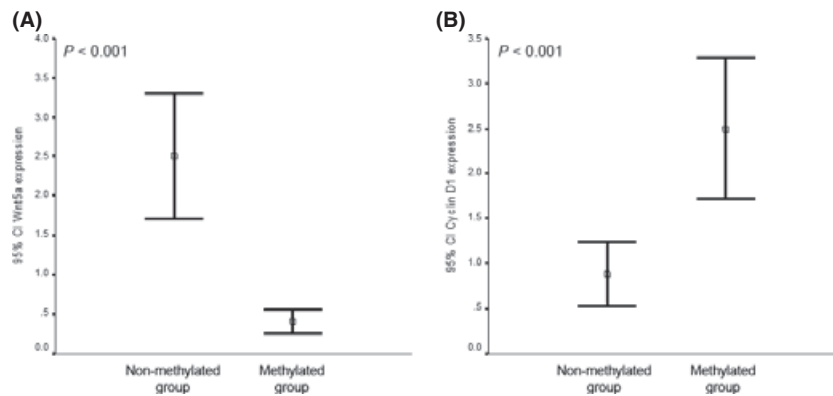 (A)
P < 0.001
95% CI Wnt5a expression
4.0
3.5
3.0
2.5
2.0
1.5
1.0
.5
0.0
Non-methylated group
Methylated group
(B)
P < 0.001
95% CI Cyclin D1 expression
3.5
3.0
2.5
2.0
1.5
1.0
.5
0.0
Non-methylated group
Methylated group